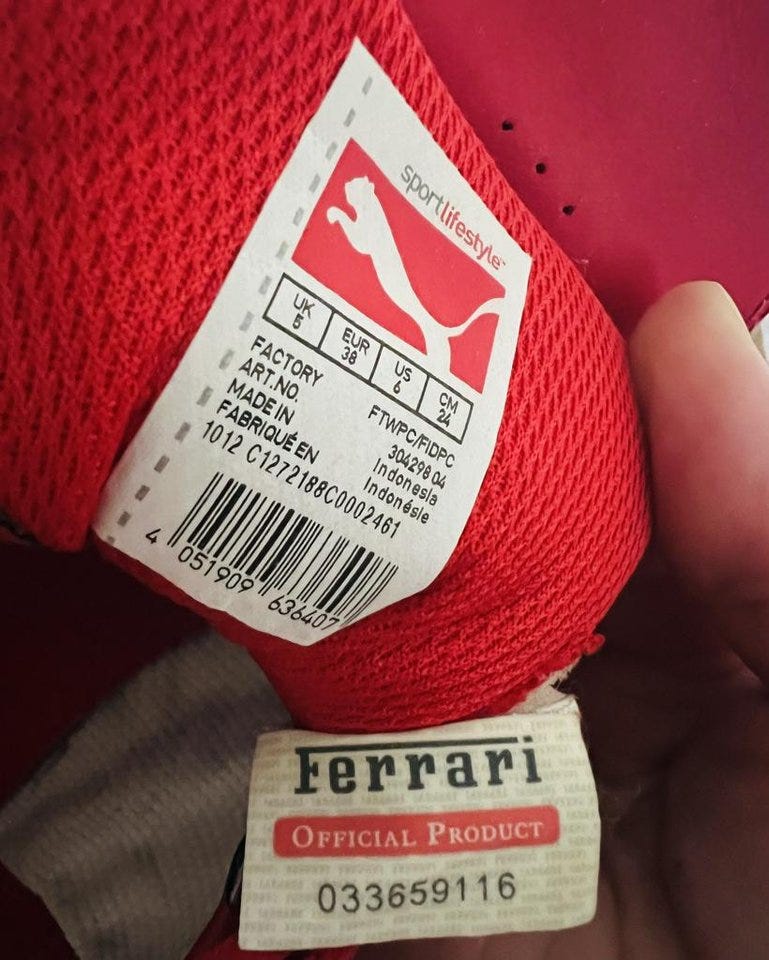 sportlifestyle™
UK EUR US CM
5 38 6 24
FACTORY FTWPC/FIDPC
ART.NO. 304298 04
MADE IN Indonesia
FABRIQUÉ EN Indonésie
1012 C1272188C0002461
4 051909 636407
Ferrari
OFFICIAL PRODUCT
033659116